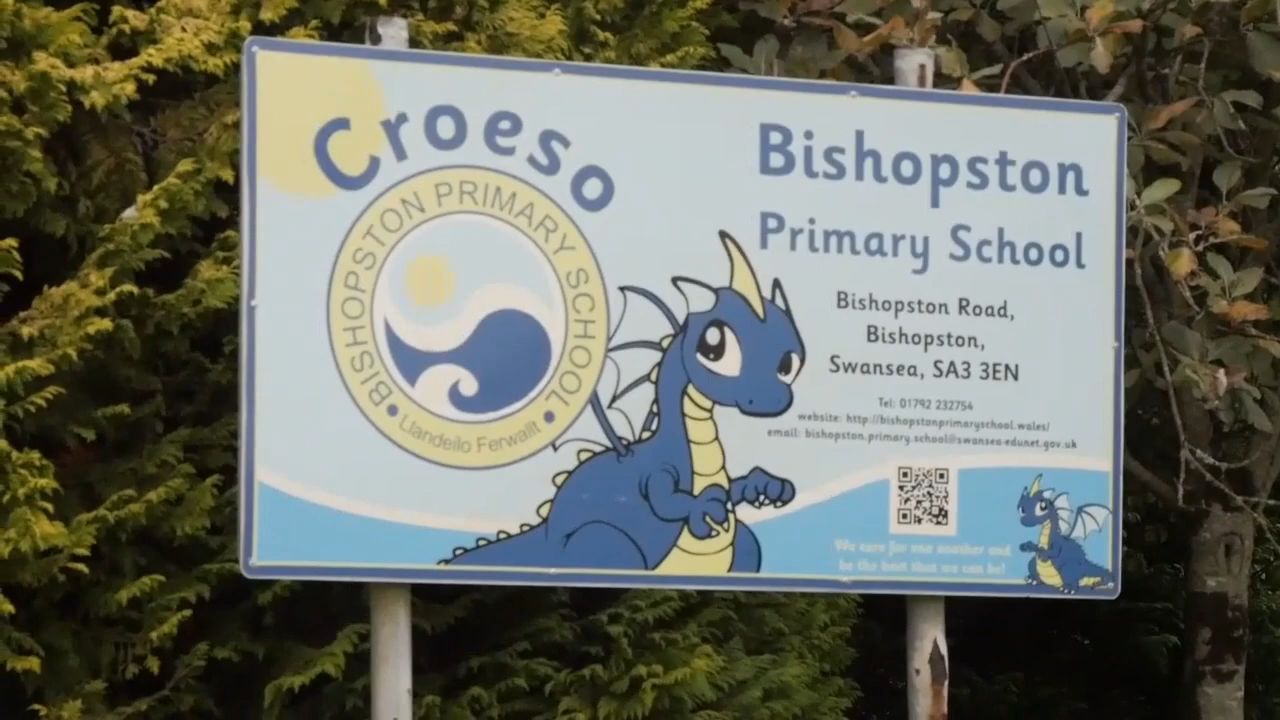 Croeso
BISHOPSTON PRIMARY SCHOOL
Llandeilo Ferwallt
Bishopston
Primary School
Bishopston Road,
Bishopston,
Swansea, SA3 3EN
Tel: 01792 232754
website: http://bishopstonprimaryschool.wales/
email: bishopston.primary.school@swansea-edunet.gov.uk
We care for one another and
be the best that we can be!